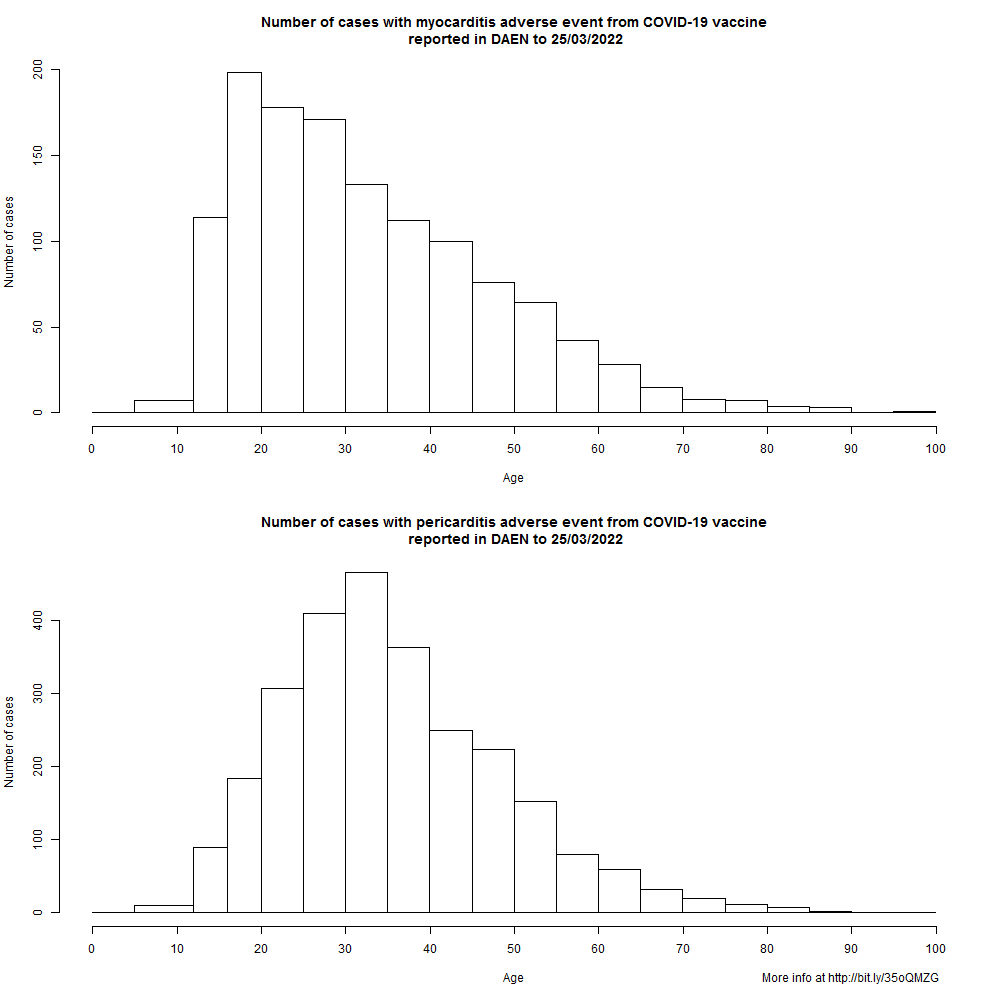 Number of cases with myocarditis adverse event from COVID-19 vaccine
reported in DAEN to 25/03/2022
Number of cases
200
150
100
50
0
0 10 20 30 40 50 60 70 80 90 100
Age
Number of cases with pericarditis adverse event from COVID-19 vaccine
reported in DAEN to 25/03/2022
Number of cases
400
300
200
100
0
0 10 20 30 40 50 60 70 80 90 100
Age
More info at http://bit.ly/35oQMZG